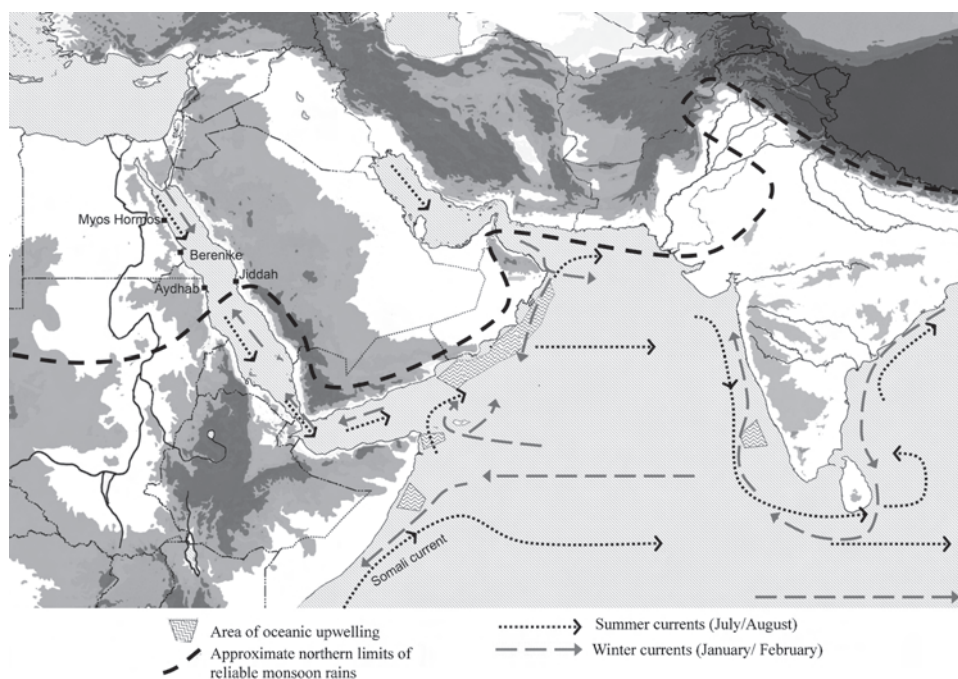 Myos Hormos
Berenike
Jiddah
Aydhab
Somali current
Area of oceanic upwelling
Approximate northern limits of
reliable monsoon rains
Summer currents (July/August)
Winter currents (January/ February)